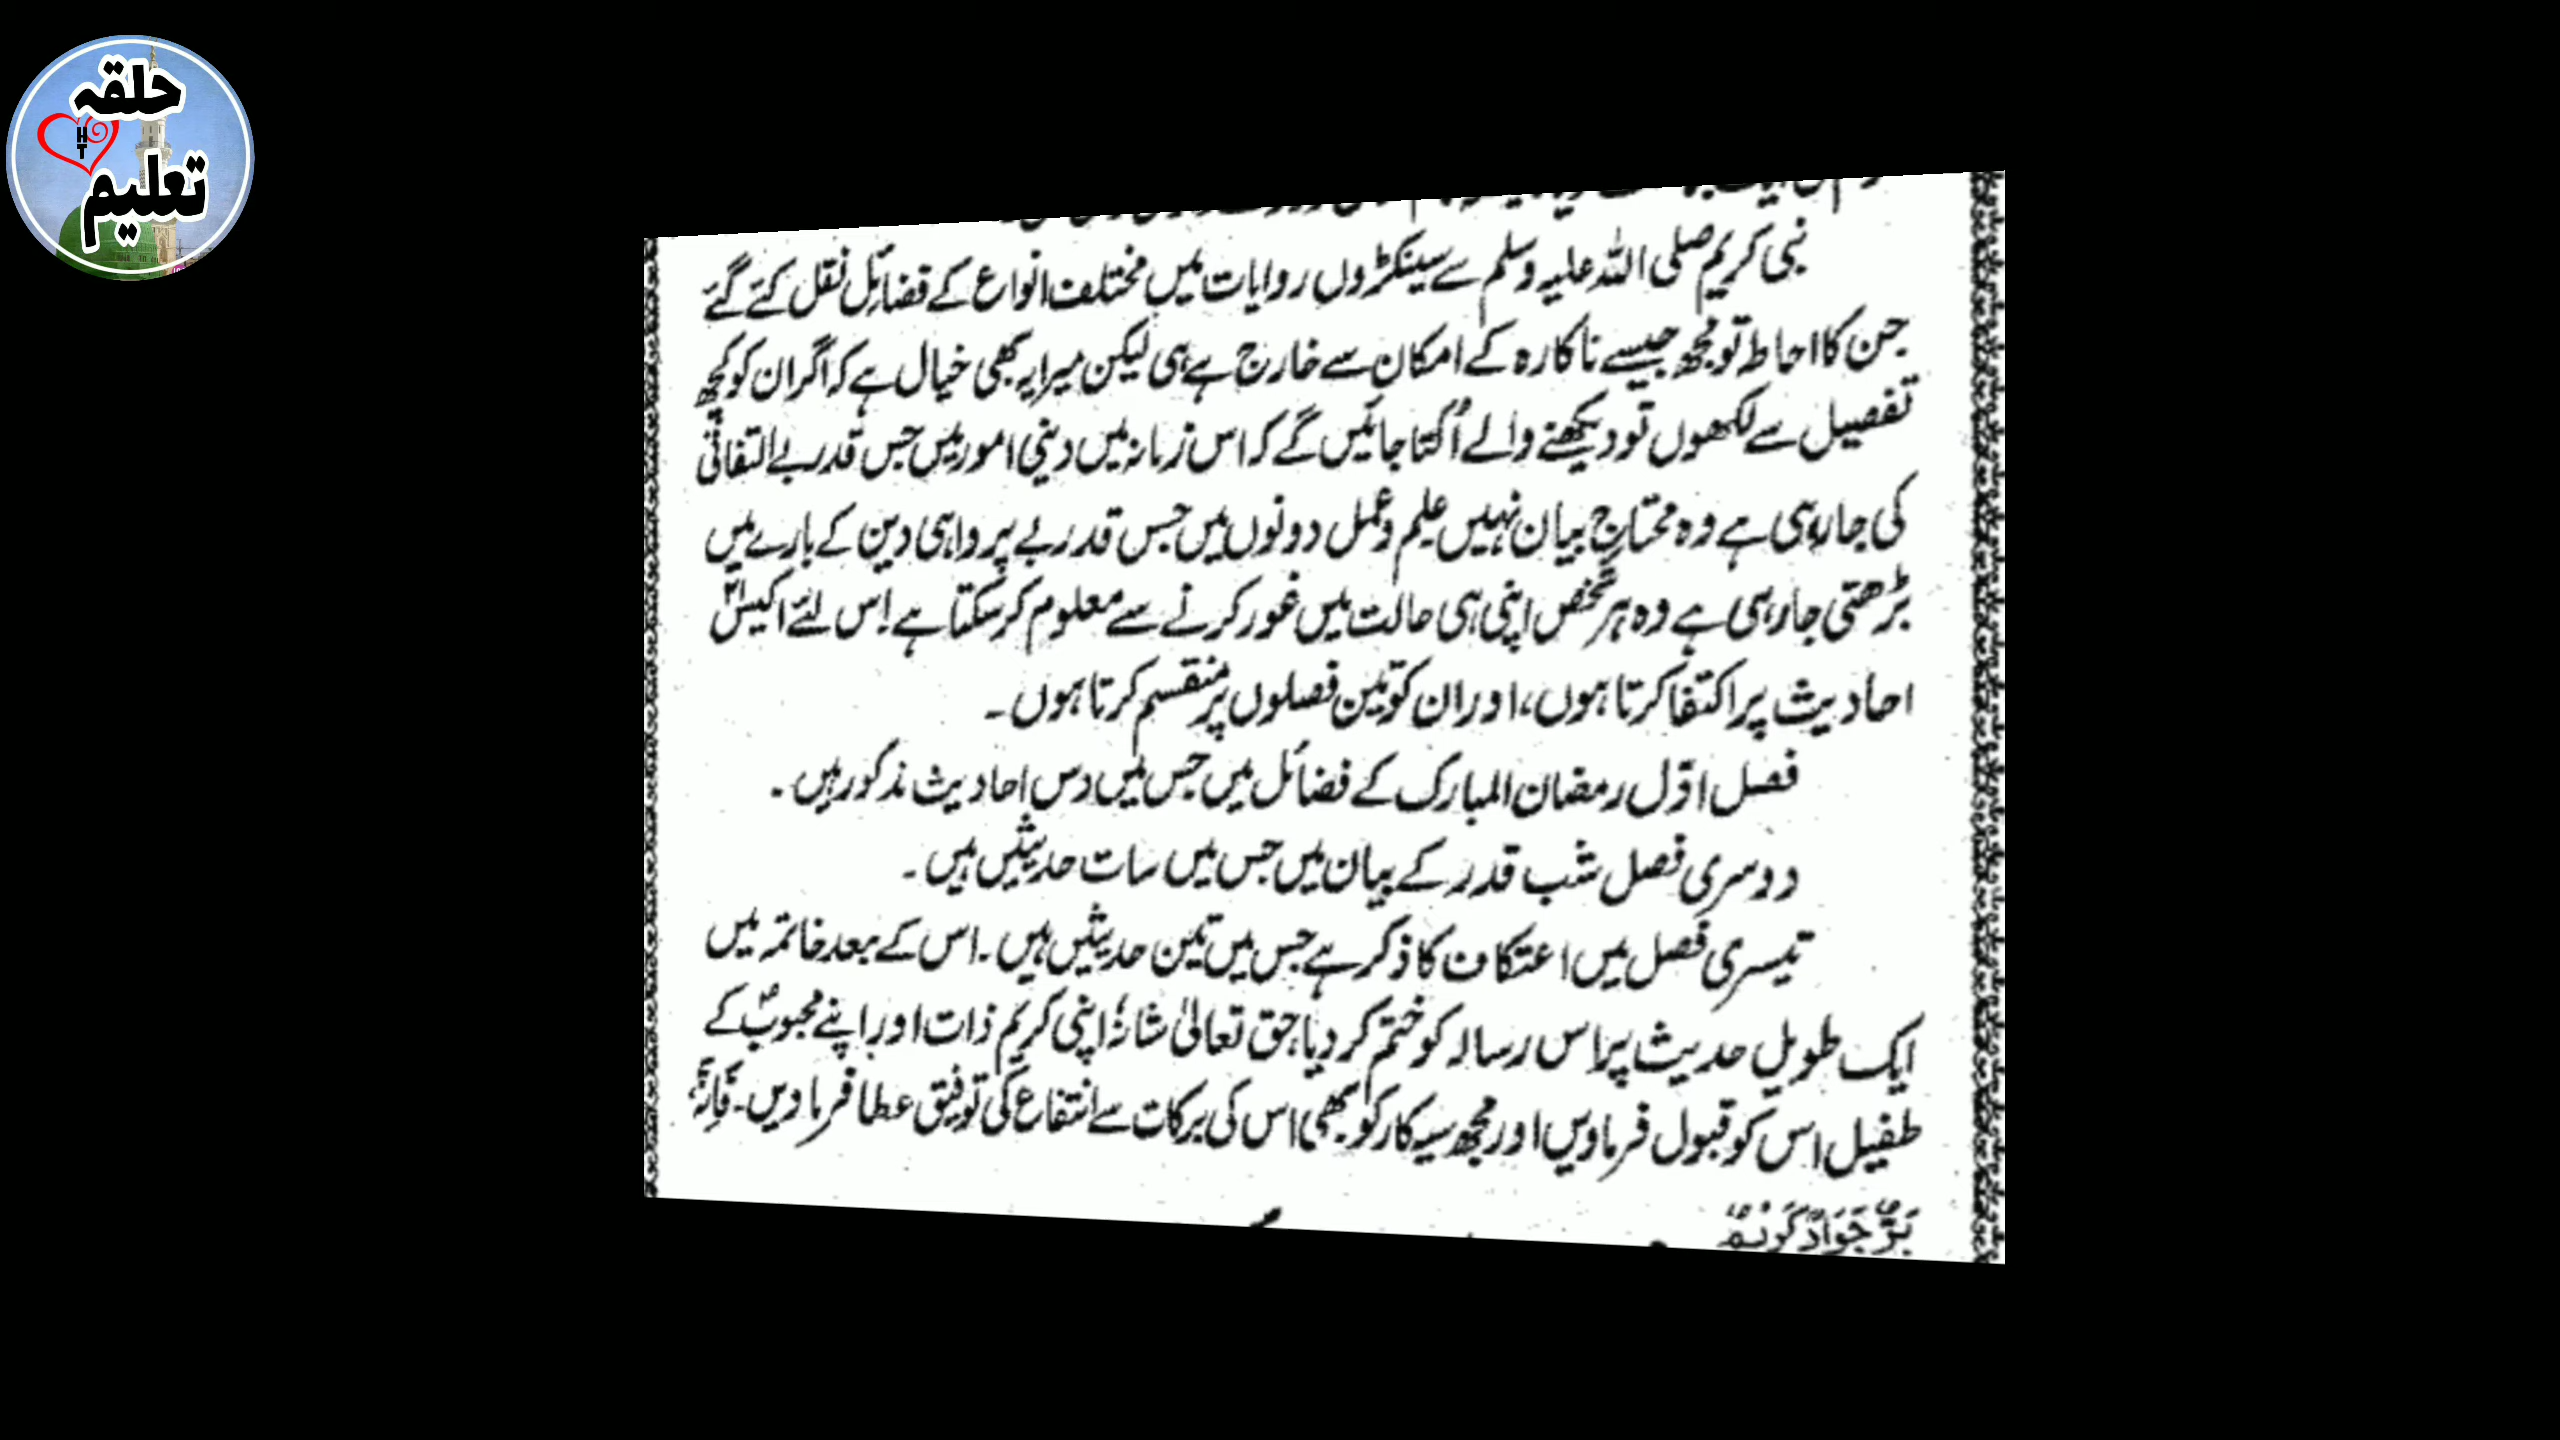 حلقہ
HT
تعلیم
نبی کریم صلی اللہ علیہ وسلم سے سینکڑوں روایات میں مختلف انواع کے فضائل نقل کئے گئے
جن کا احاطہ تو مجھ جیسے ناکارہ کے امکان سے خارج ہے ہی لیکن میرا یہ بھی خیال ہے کہ اگر ان کو کچھ
تفصیل سے لکھوں تو دیکھنے والے اُکتا جائیں گے کہ اس زمانہ میں دینی امور میں جس قدر بے التفاتی
کی جارہی ہے وہ محتاجِ بیان نہیں علم و عمل دونوں میں جس قدر بے پرواہی دین کے بارے میں
بڑھتی جارہی ہے وہ ہر شخص اپنی ہی حالت میں غور کرنے سے معلوم کرسکتا ہے اِس لئے اکیس۲۱
احادیث پر اکتفا کرتا ہوں، اور ان کو تین فصلوں پر منقسم کرتا ہوں۔
فصل اوّل رمضان المبارک کے فضائل میں جس میں دس احادیث مذکور ہیں۔
دوسری فصل شب قدر کے بیان میں جس میں سات حدیثیں ہیں۔
تیسری فصل میں اعتکاف کا ذکر ہے جس میں تین حدیثیں ہیں۔ اس کے بعد خاتمہ میں
ایک طویل حدیث پر اس رسالہ کو ختم کر دیا، حق تعالیٰ شانہٗ اپنی کریم ذات اور اپنے محبوبؐ کے
طفیل اس کو قبول فرماویں اور مجھ سیہ کار کو بھی اس کی برکات سے انتفاع کی توفیق عطا فرماویں۔ فَاِنَّہٗ
بَرٌّ جَوَادٌ کَرِیْمٌ